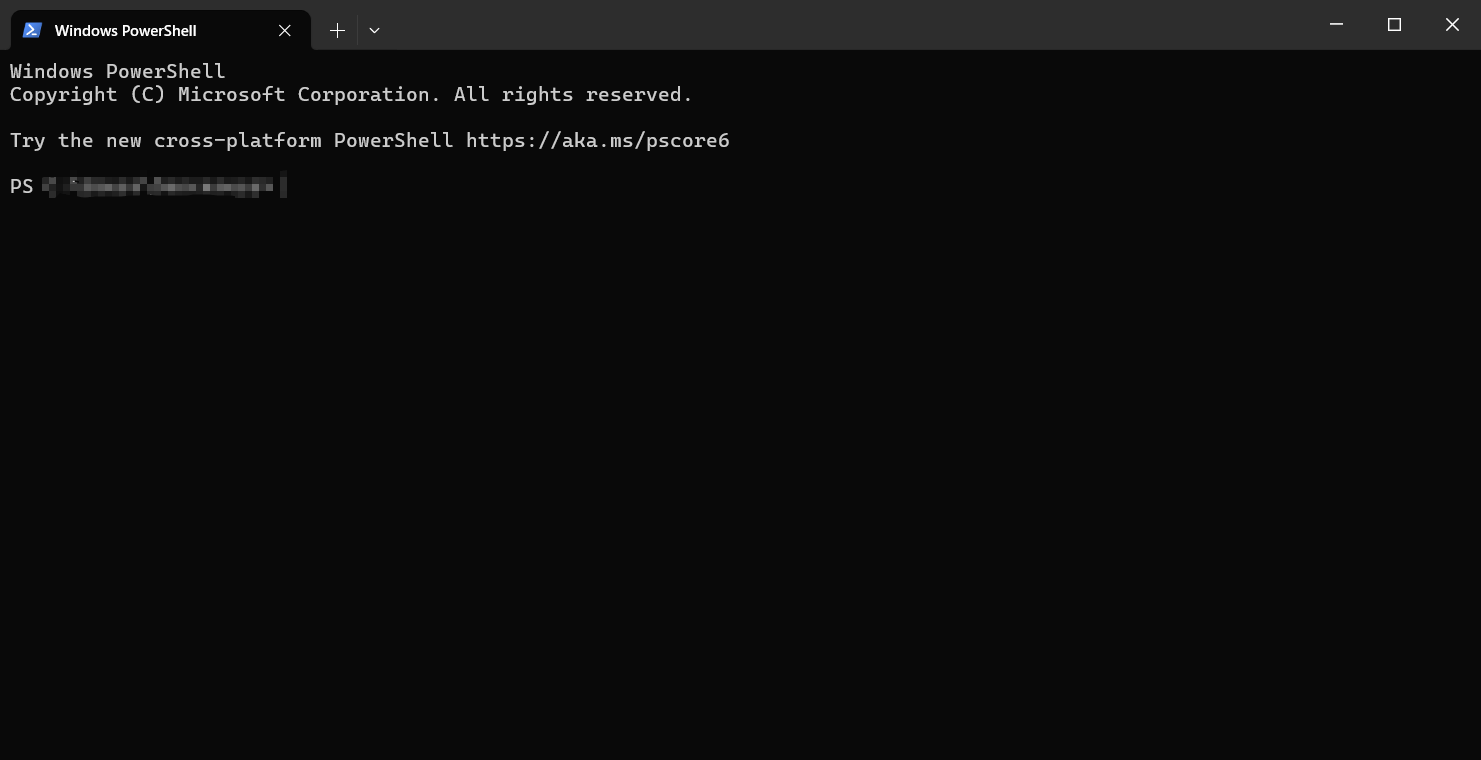 Windows PowerShell
Windows PowerShell
Copyright (C) Microsoft Corporation. All rights reserved.
Try the new cross-platform PowerShell https://aka.ms/pscore6
PS